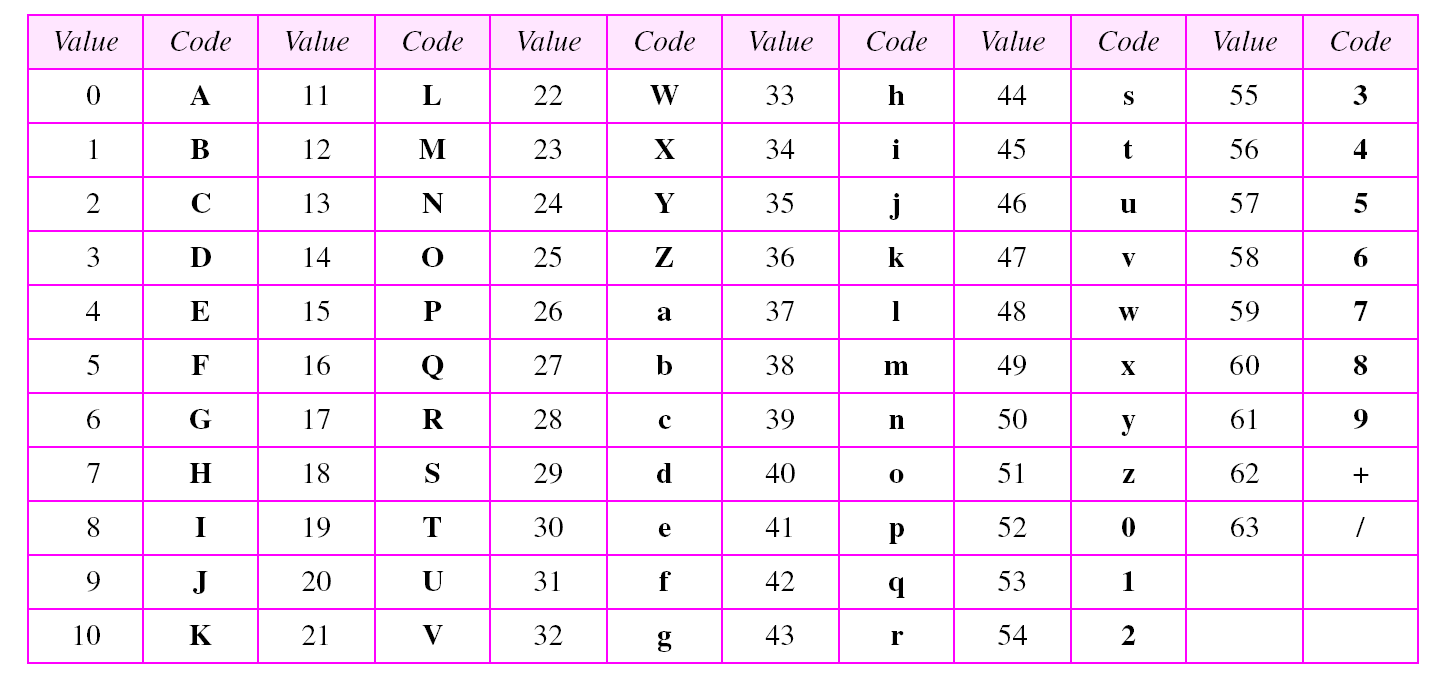 Value Code Value Code Value Code Value Code Value Code Value Code
0 A 11 L 22 W 33 h 44 s 55 3
1 B 12 M 23 X 34 i 45 t 56 4
2 C 13 N 24 Y 35 j 46 u 57 5
3 D 14 O 25 Z 36 k 47 v 58 6
4 E 15 P 26 a 37 l 48 w 59 7
5 F 16 Q 27 b 38 m 49 x 60 8
6 G 17 R 28 c 39 n 50 y 61 9
7 H 18 S 29 d 40 o 51 z 62 +
8 I 19 T 30 e 41 p 52 0 63 /
9 J 20 U 31 f 42 q 53 1
10 K 21 V 32 g 43 r 54 2